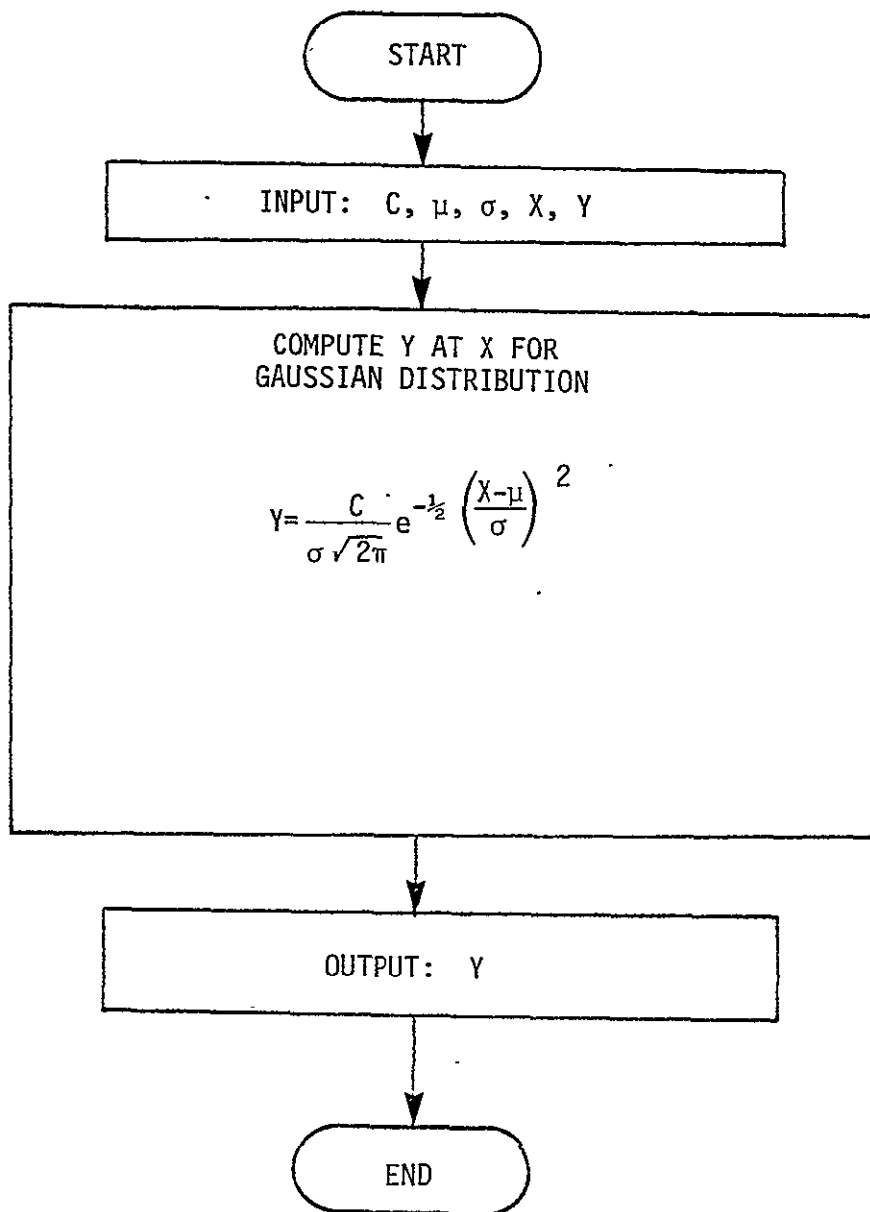 START
INPUT: C, μ, σ, X, Y
COMPUTE Y AT X FOR
GAUSSIAN DISTRIBUTION
Y= C / σ √2π e^-½ (X-μ / σ)^2
OUTPUT: Y
END